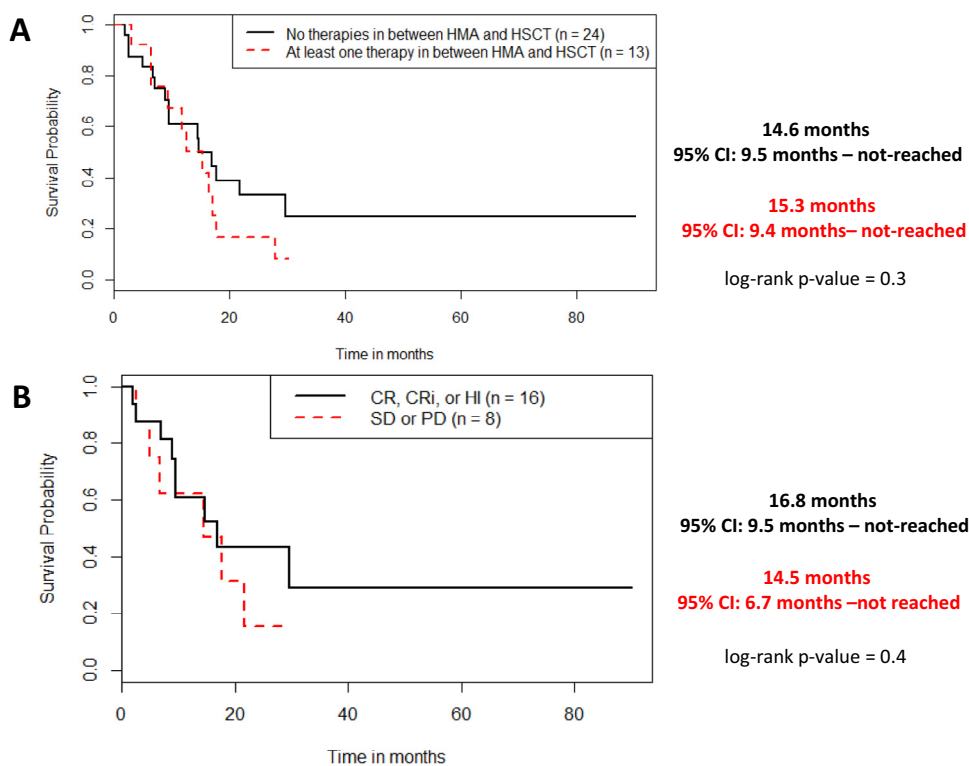 A
No therapies in between HMA and HSCT (n = 24)
At least one therapy in between HMA and HSCT (n = 13)
Survival Probability
1.0
0.8
0.6
0.4
0.2
0.0
0 20 40 60 80
Time in months
14.6 months
95% CI: 9.5 months – not-reached
15.3 months
95% CI: 9.4 months– not-reached
log-rank p-value = 0.3
B
CR, CRi, or HI (n = 16)
SD or PD (n = 8)
Survival Probability
1.0
0.8
0.6
0.4
0.2
0.0
0 20 40 60 80
Time in months
16.8 months
95% CI: 9.5 months – not-reached
14.5 months
95% CI: 6.7 months –not reached
log-rank p-value = 0.4